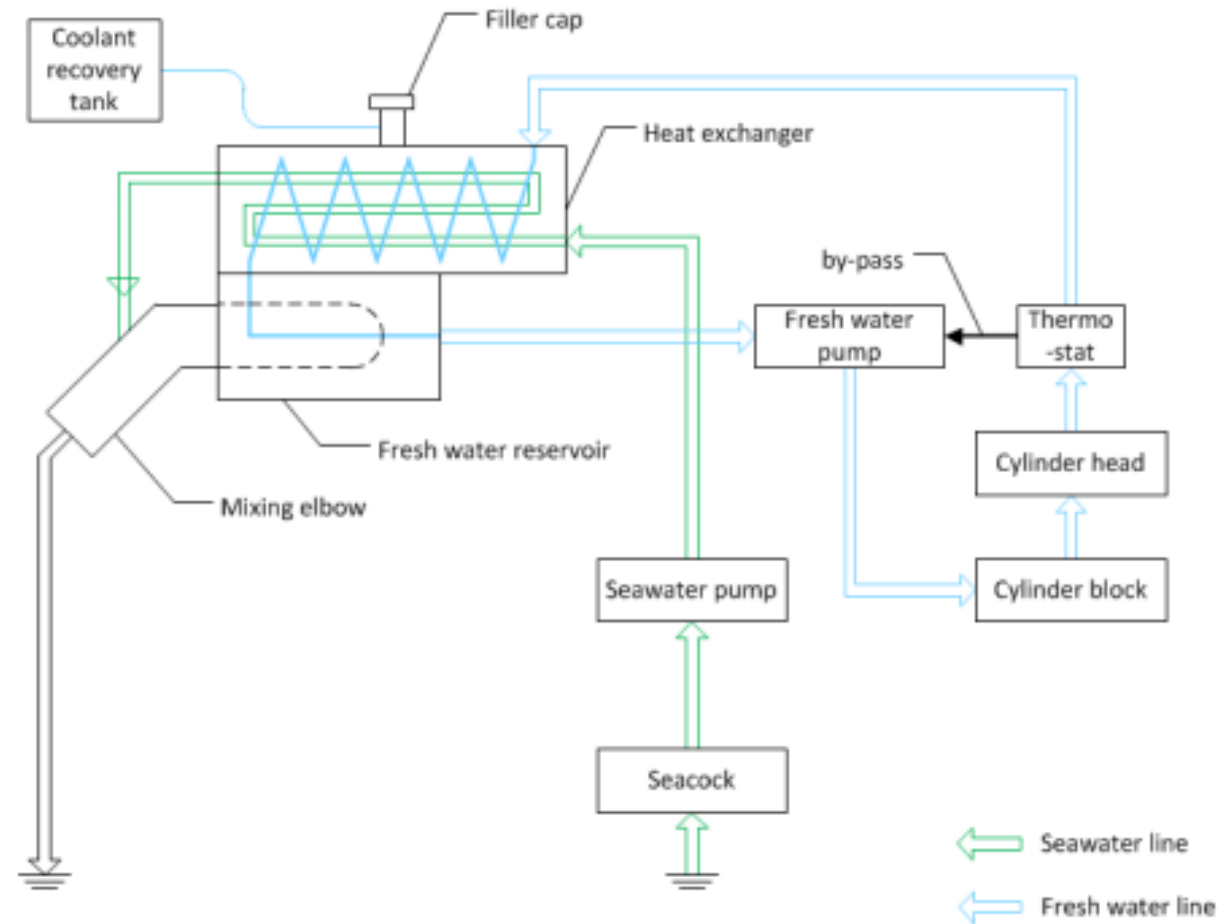 Coolant
recovery
tank
Filler cap
Heat exchanger
by-pass
Fresh water
pump
Thermo
-stat
Fresh water reservoir
Cylinder head
Mixing elbow
Seawater pump
Cylinder block
Seacock
Seawater line
Fresh water line